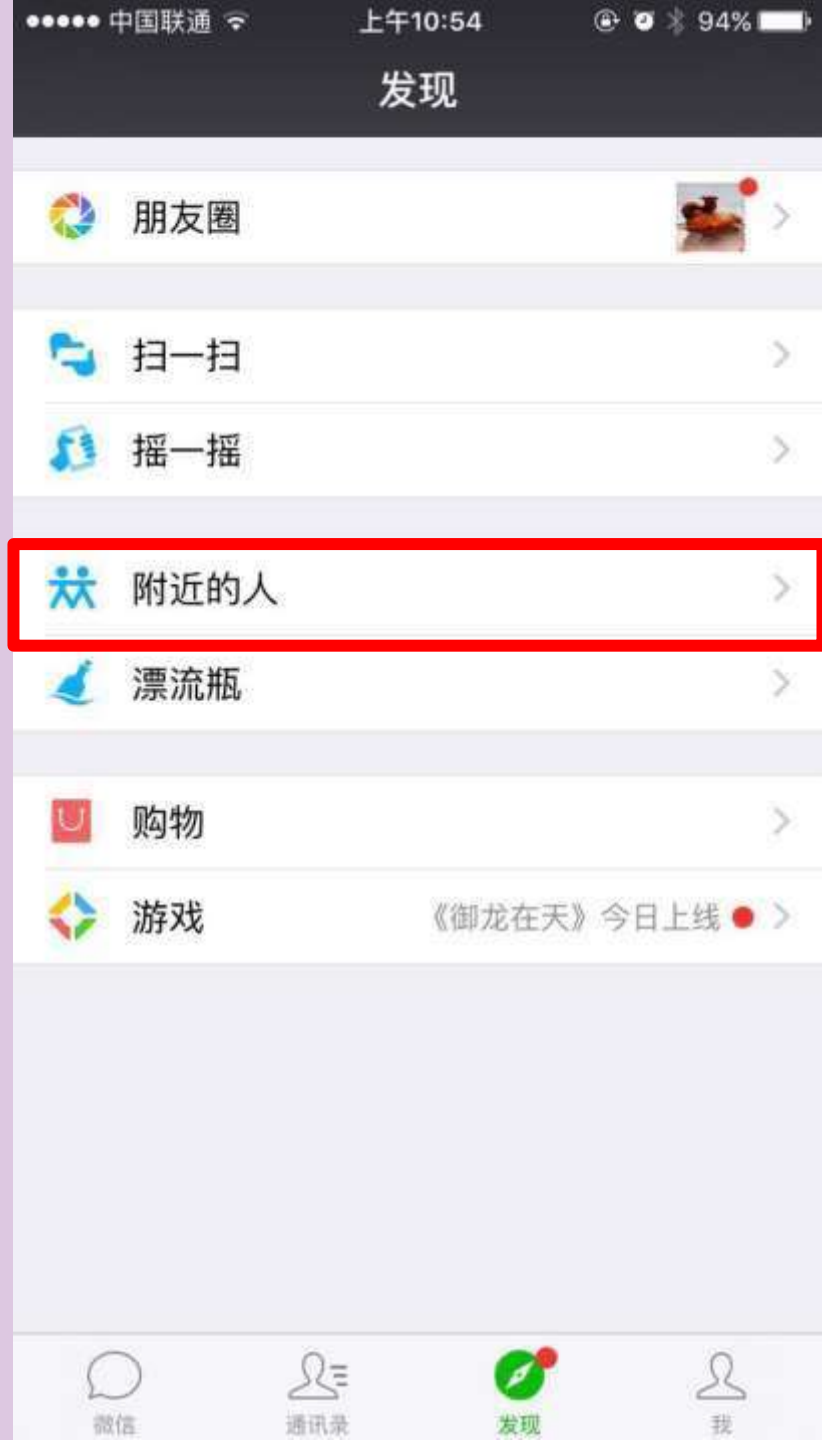 中国联通 上午10:54 94%
发现
朋友圈
扫一扫
摇一摇
附近的人
漂流瓶
购物
游戏 《御龙在天》今日上线
微信 通讯录 发现 我